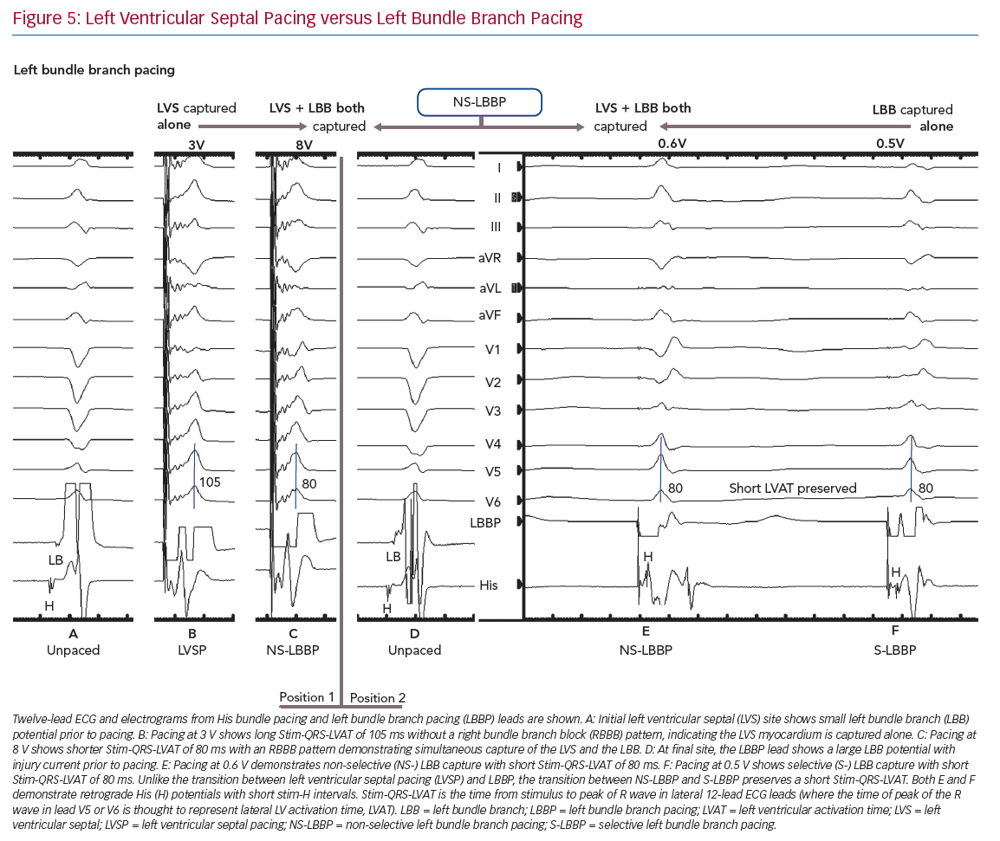 Figure 5: Left Ventricular Septal Pacing versus Left Bundle Branch Pacing
Left bundle branch pacing
NS-LBBP
LVS captured
alone
LVS + LBB both
captured
LVS + LBB both
captured
LBB captured
alone
3V
8V
0.6V
0.5V
I
II
III
aVR
aVL
aVF
V1
V2
V3
V4
V5
V6
LBBP
His
105
80
80
Short LVAT preserved
80
LB
H
LB
H
H
H
A
Unpaced
B
LVSP
C
NS-LBBP
D
Unpaced
E
NS-LBBP
F
S-LBBP
Position 1
Position 2
Twelve-lead ECG and electrograms from His bundle pacing and left bundle branch pacing (LBBP) leads are shown. A: Initial left ventricular septal (LVS) site shows small left bundle branch (LBB)
potential prior to pacing. B: Pacing at 3 V shows long Stim-QRS-LVAT of 105 ms without a right bundle branch block (RBBB) pattern, indicating the LVS myocardium is captured alone. C: Pacing at
8 V shows shorter Stim-QRS-LVAT of 80 ms with an RBBB pattern demonstrating simultaneous capture of the LVS and the LBB. D: At final site, the LBBP lead shows a large LBB potential with
injury current prior to pacing. E: Pacing at 0.6 V demonstrates non-selective (NS-) LBB capture with short Stim-QRS-LVAT of 80 ms. F: Pacing at 0.5 V shows selective (S-) LBB capture with short
Stim-QRS-LVAT of 80 ms. Unlike the transition between left ventricular septal pacing (LVSP) and LBBP, the transition between NS-LBBP and S-LBBP preserves a short Stim-QRS-LVAT. Both E and F
demonstrate retrograde His (H) potentials with short stim-H intervals. Stim-QRS-LVAT is the time from stimulus to peak of R wave in lateral 12-lead ECG leads (where the time of peak of the R
wave in lead V5 or V6 is thought to represent lateral LV activation time, LVAT). LBB = left bundle branch; LBBP = left bundle branch pacing; LVAT = left ventricular activation time; LVS = left
ventricular septal; LVSP = left ventricular septal pacing; NS-LBBP = non-selective left bundle branch pacing; S-LBBP = selective left bundle branch pacing.